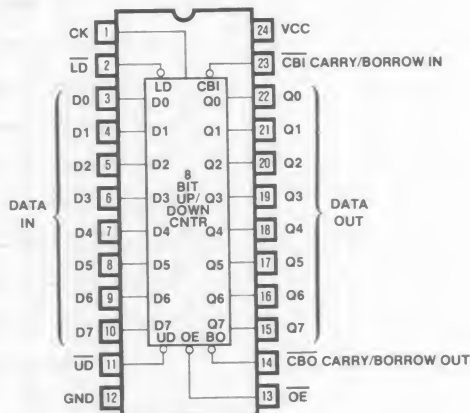 CK 1
LD 2
D0 3
D1 4
D2 5
D3 6
D4 7
D5 8
D6 9
D7 10
UD 11
GND 12
DATA
IN
LD CBI
D0 Q0
D1 Q1
D2 Q2
D3 Q3
D4 Q4
D5 Q5
D6 Q6
D7 Q7
UD OE BO
8
BIT
UP/
DOWN
CNTR
24 VCC
23 CBI CARRY/BORROW IN
22 Q0
21 Q1
20 Q2
19 Q3
18 Q4
17 Q5
16 Q6
15 Q7
14 CBO CARRY/BORROW OUT
13 OE
DATA
OUT